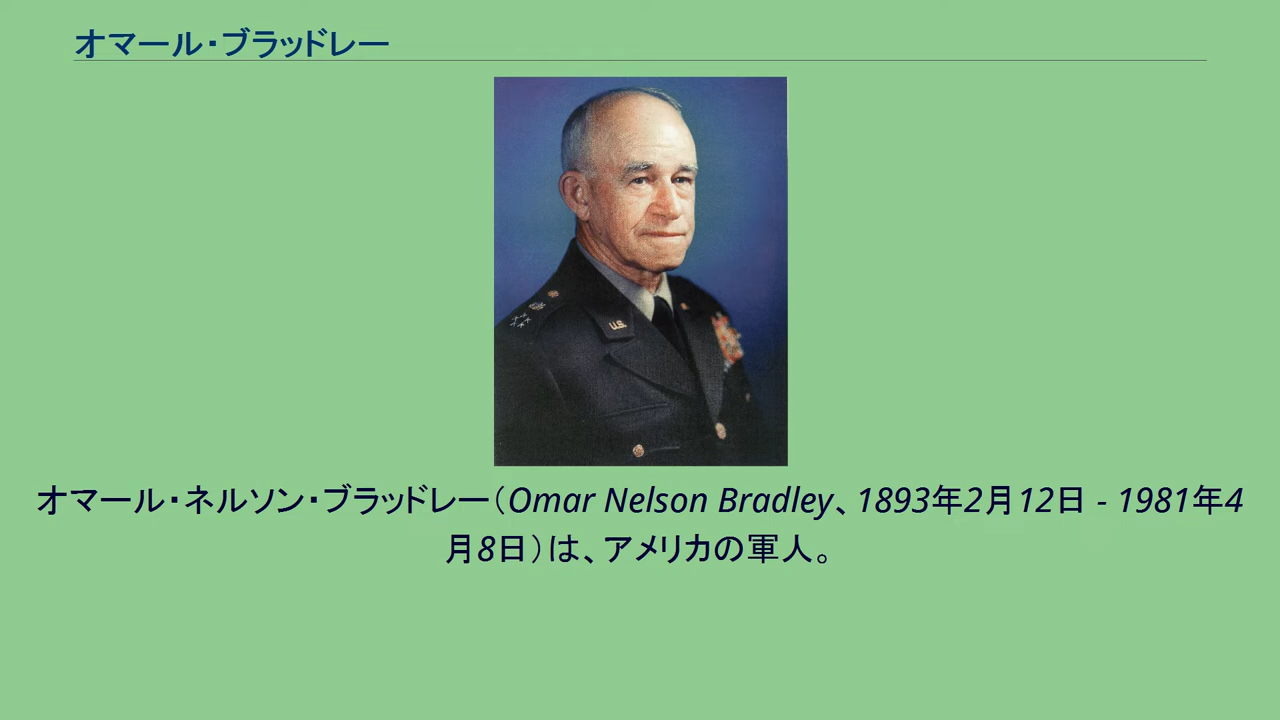 オマール・ブラッドレー
U.S.
オマール・ネルソン・ブラッドレー（Omar Nelson Bradley、1893年2月12日 - 1981年4
月8日）は、アメリカの軍人。